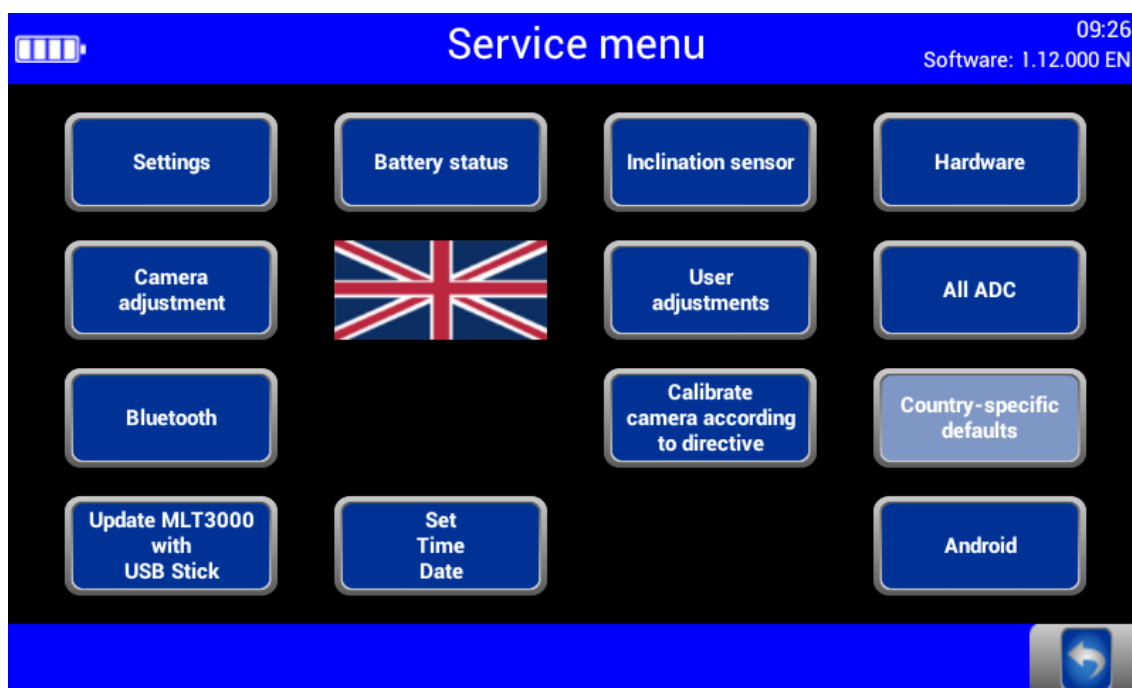 Service menu
09:26
Software: 1.12.000 EN
Settings
Battery status
Inclination sensor
Hardware
Camera
adjustment
User
adjustments
All ADC
Bluetooth
Calibrate
camera according
to directive
Country-specific
defaults
Update MLT3000
with
USB Stick
Set
Time
Date
Android